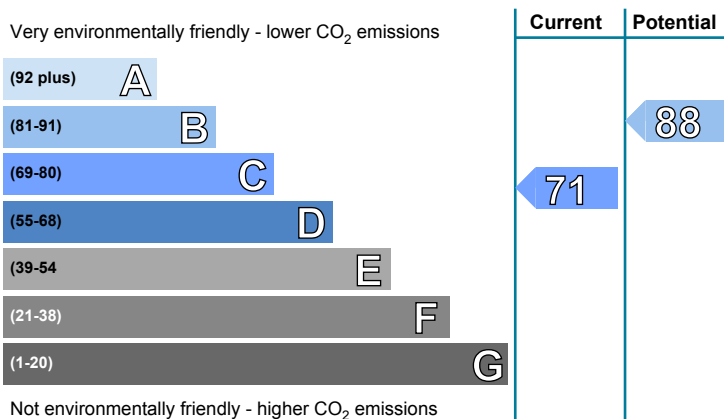 Very environmentally friendly - lower CO2 emissions
Current
Potential
(92 plus) A
(81-91) B
88
(69-80) C
71
(55-68) D
(39-54 E
(21-38) F
(1-20) G
Not environmentally friendly - higher CO2 emissions